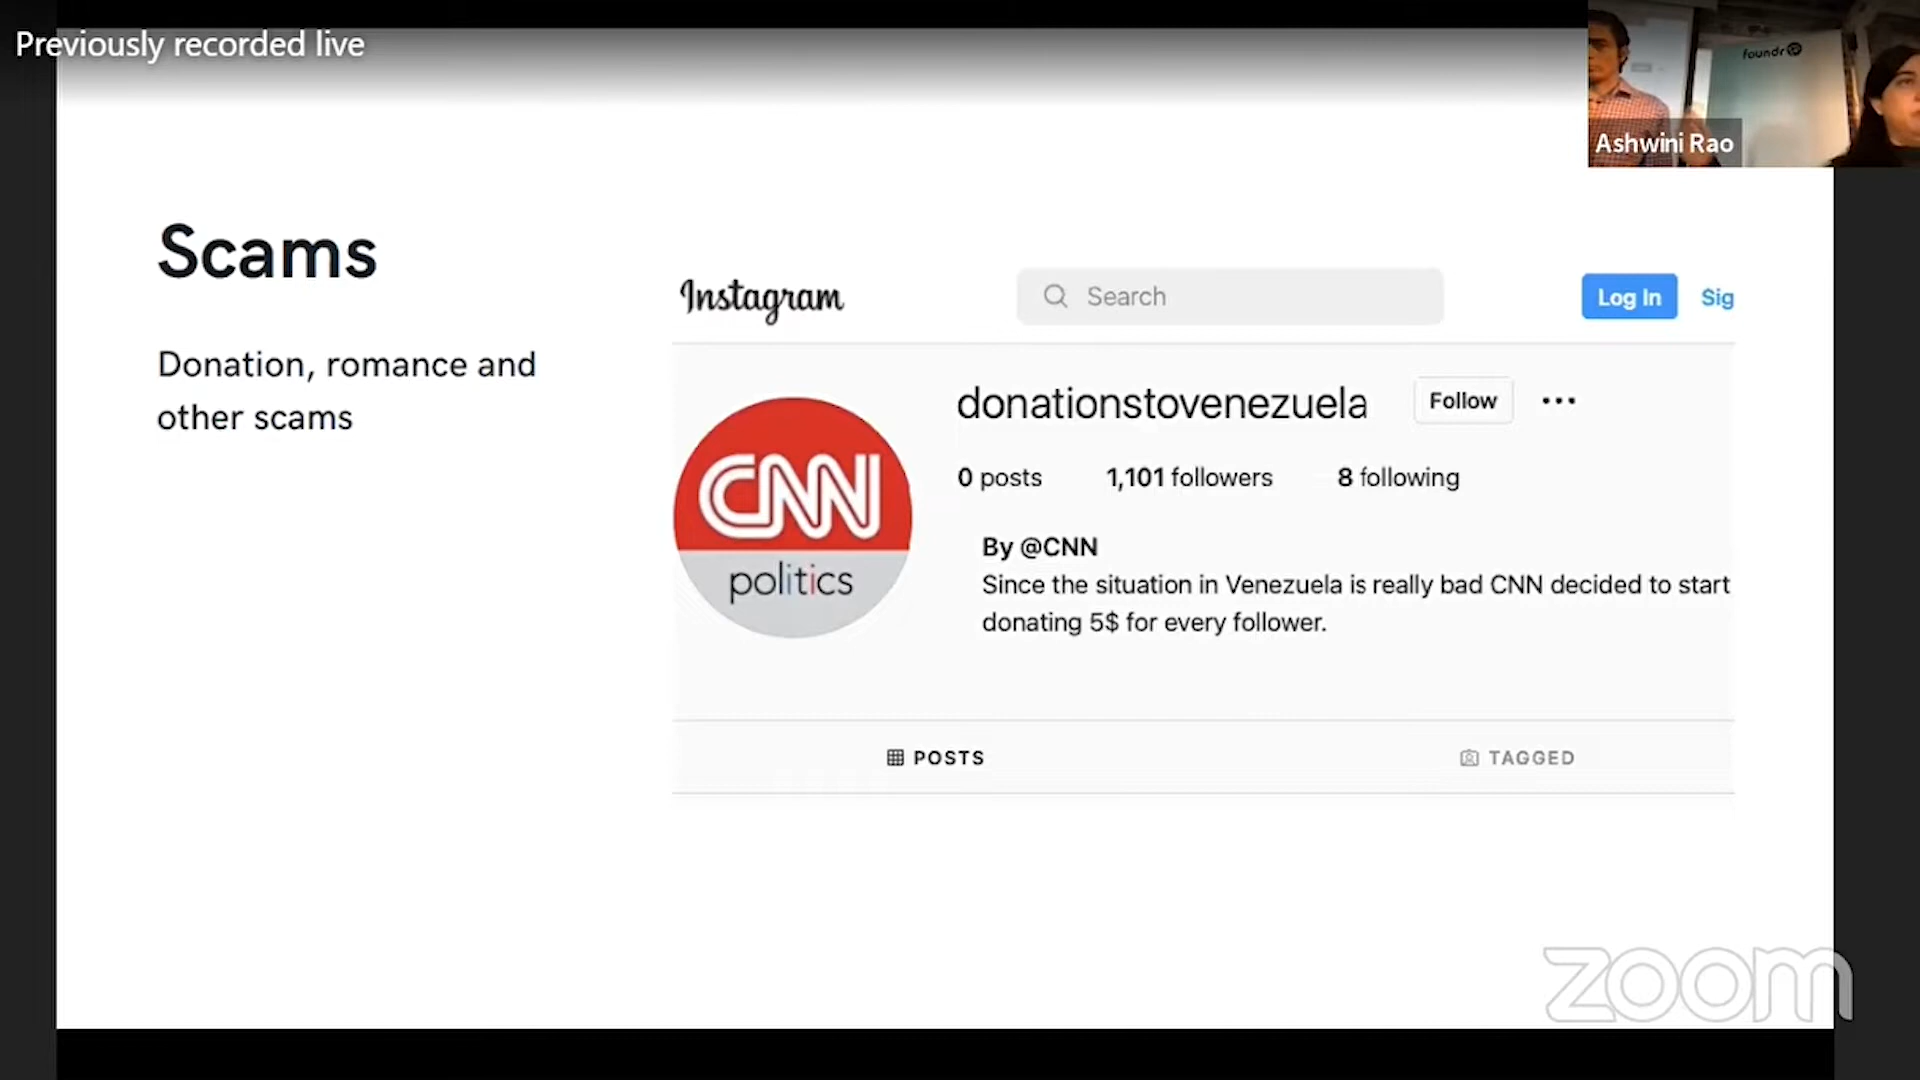 Previously recorded live
foundr
Ashwini Rao
Scams
Donation, romance and
other scams
Instagram
Search
Log In
Sig
donationstovenezuela
Follow
0 posts
1,101 followers
8 following
CNN
politics
By @CNN
Since the situation in Venezuela is really bad CNN decided to start
donating 5$ for every follower.
POSTS
TAGGED
zoom